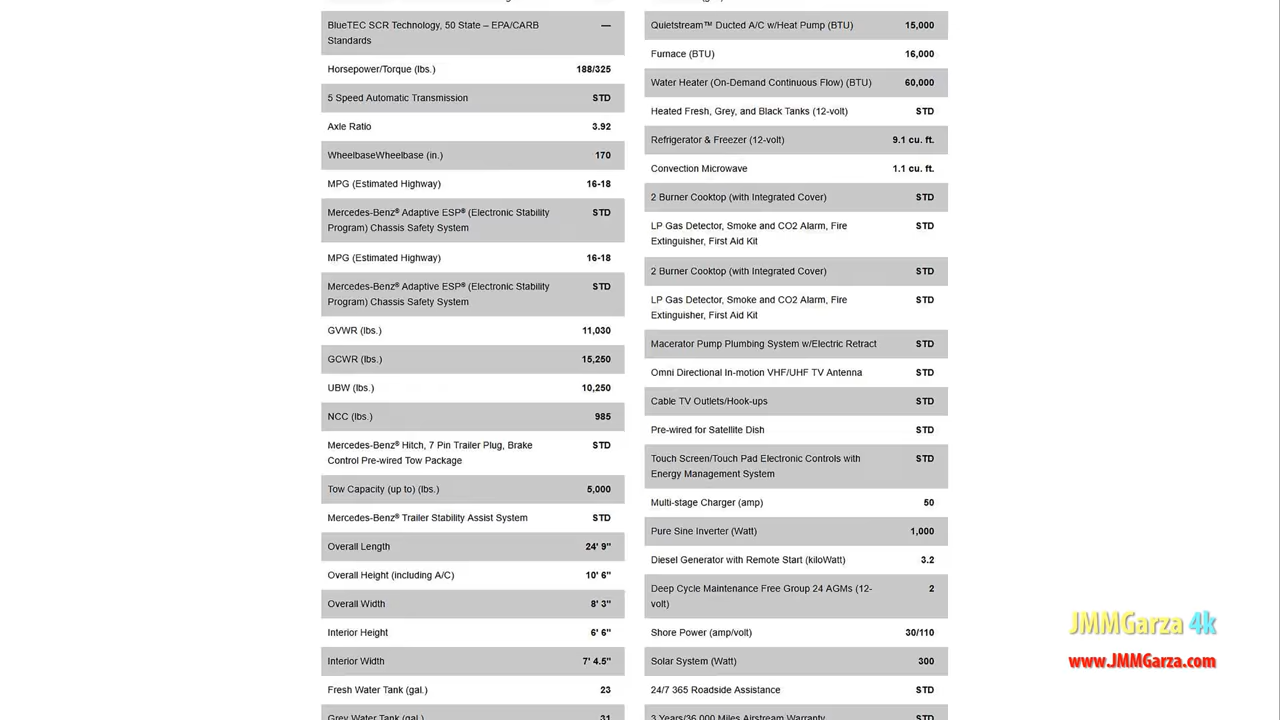 BlueTEC SCR Technology, 50 State – EPA/CARB —
Standards
Horsepower/Torque (lbs.) 188/325
5 Speed Automatic Transmission STD
Axle Ratio 3.92
WheelbaseWheelbase (in.) 170
MPG (Estimated Highway) 16-18
Mercedes-Benz® Adaptive ESP® (Electronic Stability STD
Program) Chassis Safety System
MPG (Estimated Highway) 16-18
Mercedes-Benz® Adaptive ESP® (Electronic Stability STD
Program) Chassis Safety System
GVWR (lbs.) 11,030
GCWR (lbs.) 15,250
UBW (lbs.) 10,250
NCC (lbs.) 985
Mercedes-Benz® Hitch, 7 Pin Trailer Plug, Brake STD
Control Pre-wired Tow Package
Tow Capacity (up to) (lbs.) 5,000
Mercedes-Benz® Trailer Stability Assist System STD
Overall Length 24' 9"
Overall Height (including A/C) 10' 6"
Overall Width 8' 3"
Interior Height 6' 6"
Interior Width 7' 4.5"
Fresh Water Tank (gal.) 23
Grey Water Tank (gal.) 31
Quietstream™ Ducted A/C w/Heat Pump (BTU) 15,000
Furnace (BTU) 16,000
Water Heater (On-Demand Continuous Flow) (BTU) 60,000
Heated Fresh, Grey, and Black Tanks (12-volt) STD
Refrigerator & Freezer (12-volt) 9.1 cu. ft.
Convection Microwave 1.1 cu. ft.
2 Burner Cooktop (with Integrated Cover) STD
LP Gas Detector, Smoke and CO2 Alarm, Fire STD
Extinguisher, First Aid Kit
2 Burner Cooktop (with Integrated Cover) STD
LP Gas Detector, Smoke and CO2 Alarm, Fire STD
Extinguisher, First Aid Kit
Macerator Pump Plumbing System w/Electric Retract STD
Omni Directional In-motion VHF/UHF TV Antenna STD
Cable TV Outlets/Hook-ups STD
Pre-wired for Satellite Dish STD
Touch Screen/Touch Pad Electronic Controls with STD
Energy Management System
Multi-stage Charger (amp) 50
Pure Sine Inverter (Watt) 1,000
Diesel Generator with Remote Start (kiloWatt) 3.2
Deep Cycle Maintenance Free Group 24 AGMs (12- 2
volt)
Shore Power (amp/volt) 30/110
Solar System (Watt) 300
24/7 365 Roadside Assistance STD
3 Years/36,000 Miles Airstream Warranty STD
JMMGarza 4k
www.JMMGarza.com